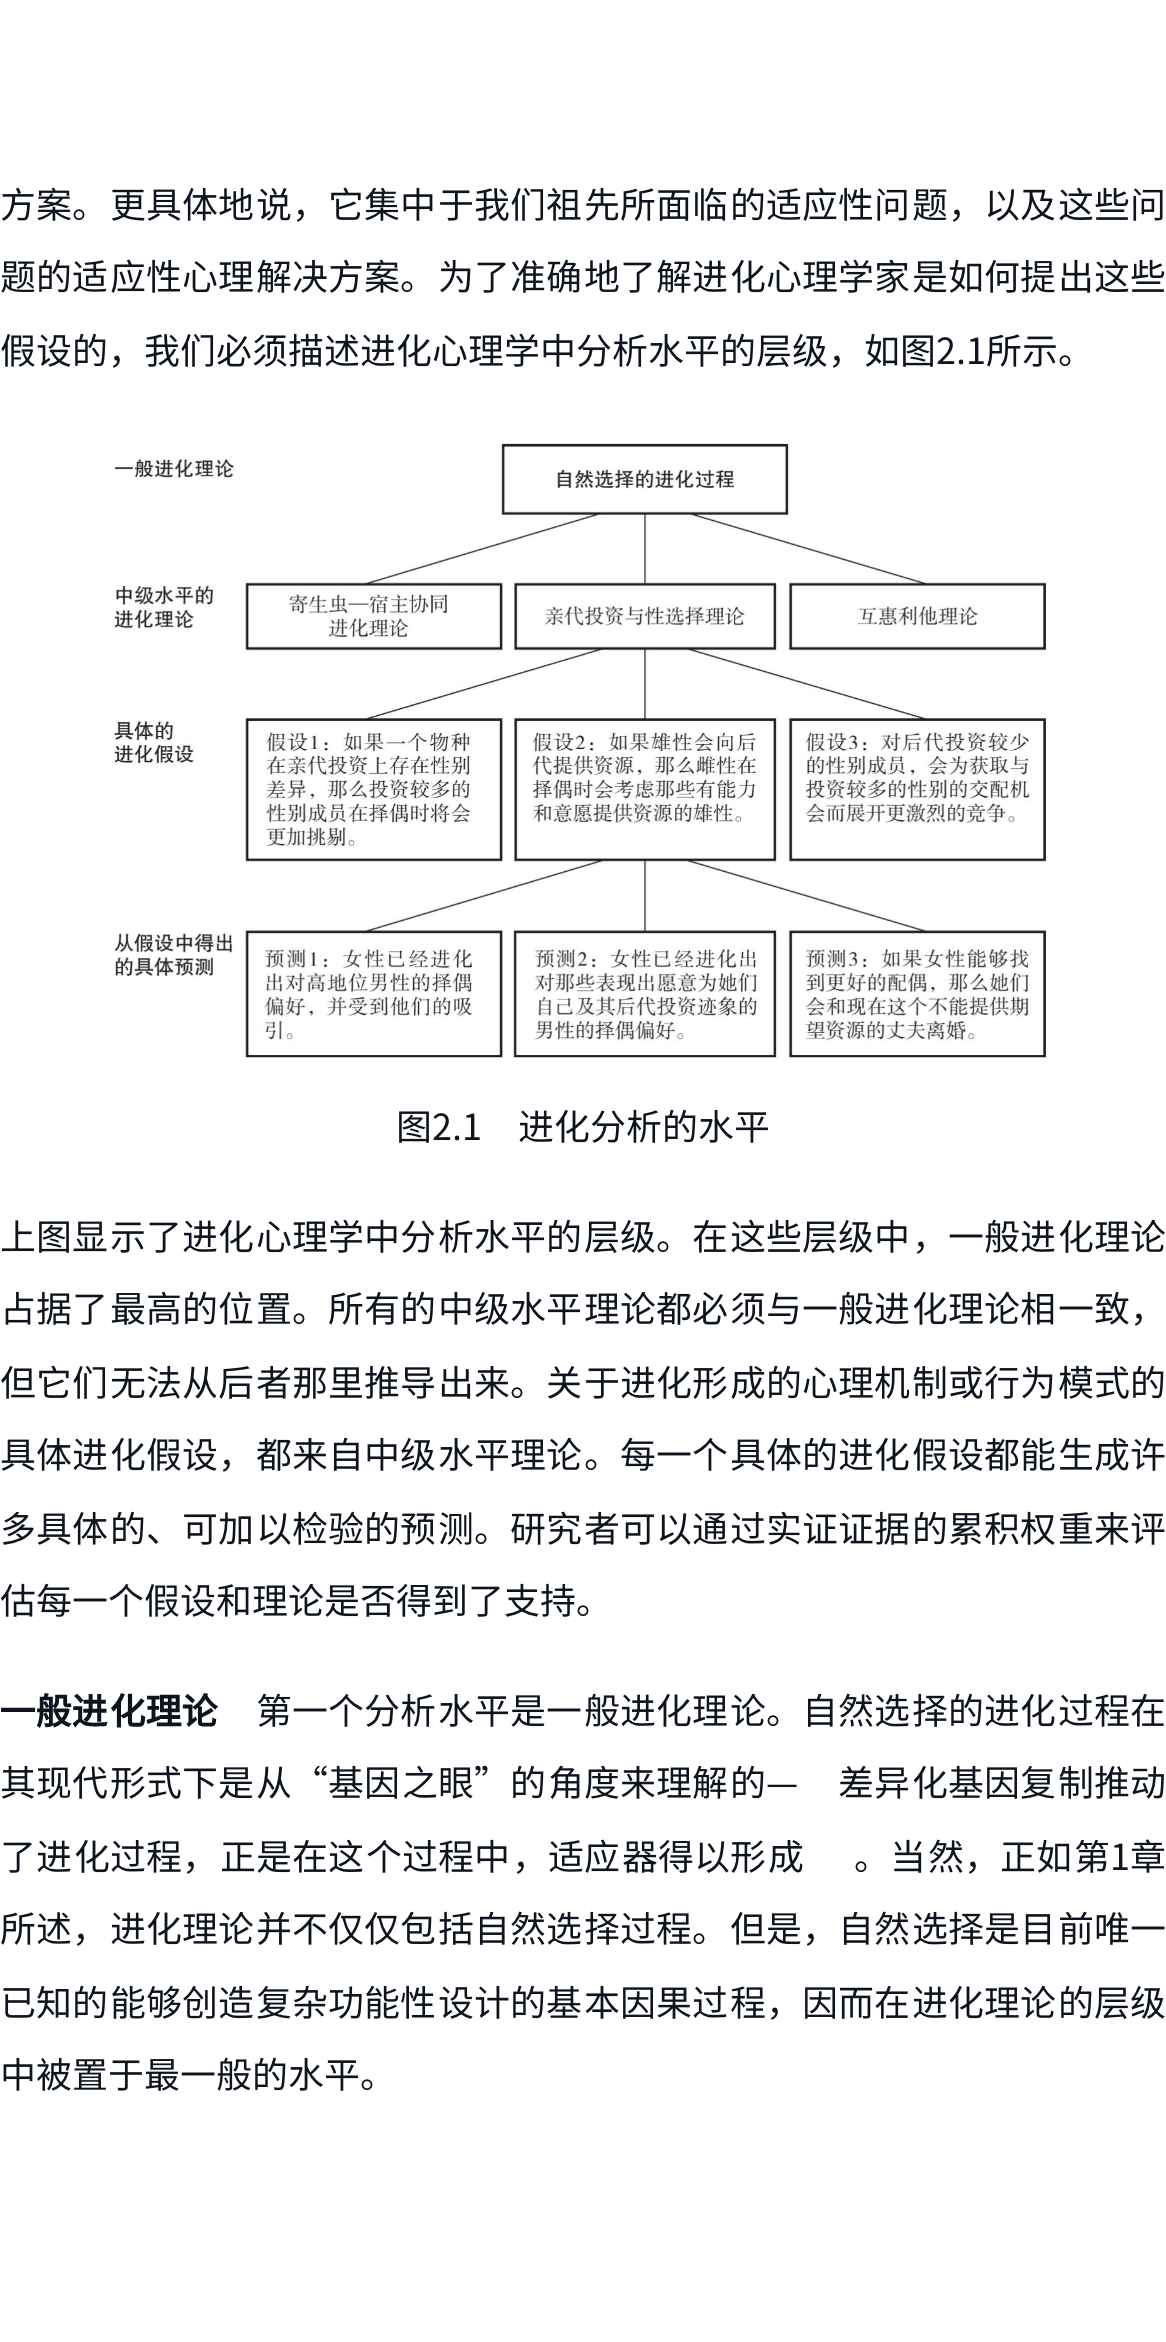 方案。更具体地说，它集中于我们祖先所面临的适应性问题，以及这些问
题的适应性心理解决方案。为了准确地了解进化心理学家是如何提出这些
假设的，我们必须描述进化心理学中分析水平的层级，如图2.1所示。
一般进化理论
自然选择的进化过程
中级水平的
进化理论
寄生虫—宿主协同
进化理论
亲代投资与性选择理论
互惠利他理论
具体的
进化假设
假设1：如果一个物种
在亲代投资上存在性别
差异，那么投资较多的
性别成员在择偶时将会
更加挑剔。
假设2：如果雄性会向后
代提供资源，那么雌性在
择偶时会考虑那些有能力
和意愿提供资源的雄性。
假设3：对后代投资较少
的性别成员，会为获取与
投资较多的性别的交配机
会而展开更激烈的竞争。
从假设中得出
的具体预测
预测1：女性已经进化
出对高地位男性的择偶
偏好，并受到他们的吸
引。
预测2：女性已经进化出
对那些表现出愿意为她们
自己及其后代投资迹象的
男性的择偶偏好。
预测3：如果女性能够找
到更好的配偶，那么她们
会和现在这个不能提供期
望资源的丈夫离婚。
图2.1　进化分析的水平
上图显示了进化心理学中分析水平的层级。在这些层级中，一般进化理论
占据了最高的位置。所有的中级水平理论都必须与一般进化理论相一致，
但它们无法从后者那里推导出来。关于进化形成的心理机制或行为模式的
具体进化假设，都来自中级水平理论。每一个具体的进化假设都能生成许
多具体的、可加以检验的预测。研究者可以通过实证证据的累积权重来评
估每一个假设和理论是否得到了支持。
一般进化理论　第一个分析水平是一般进化理论。自然选择的进化过程在
其现代形式下是从“基因之眼”的角度来理解的—　差异化基因复制推动
了进化过程，正是在这个过程中，适应器得以形成　。当然，正如第1章
所述，进化理论并不仅仅包括自然选择过程。但是，自然选择是目前唯一
已知的能够创造复杂功能性设计的基本因果过程，因而在进化理论的层级
中被置于最一般的水平。